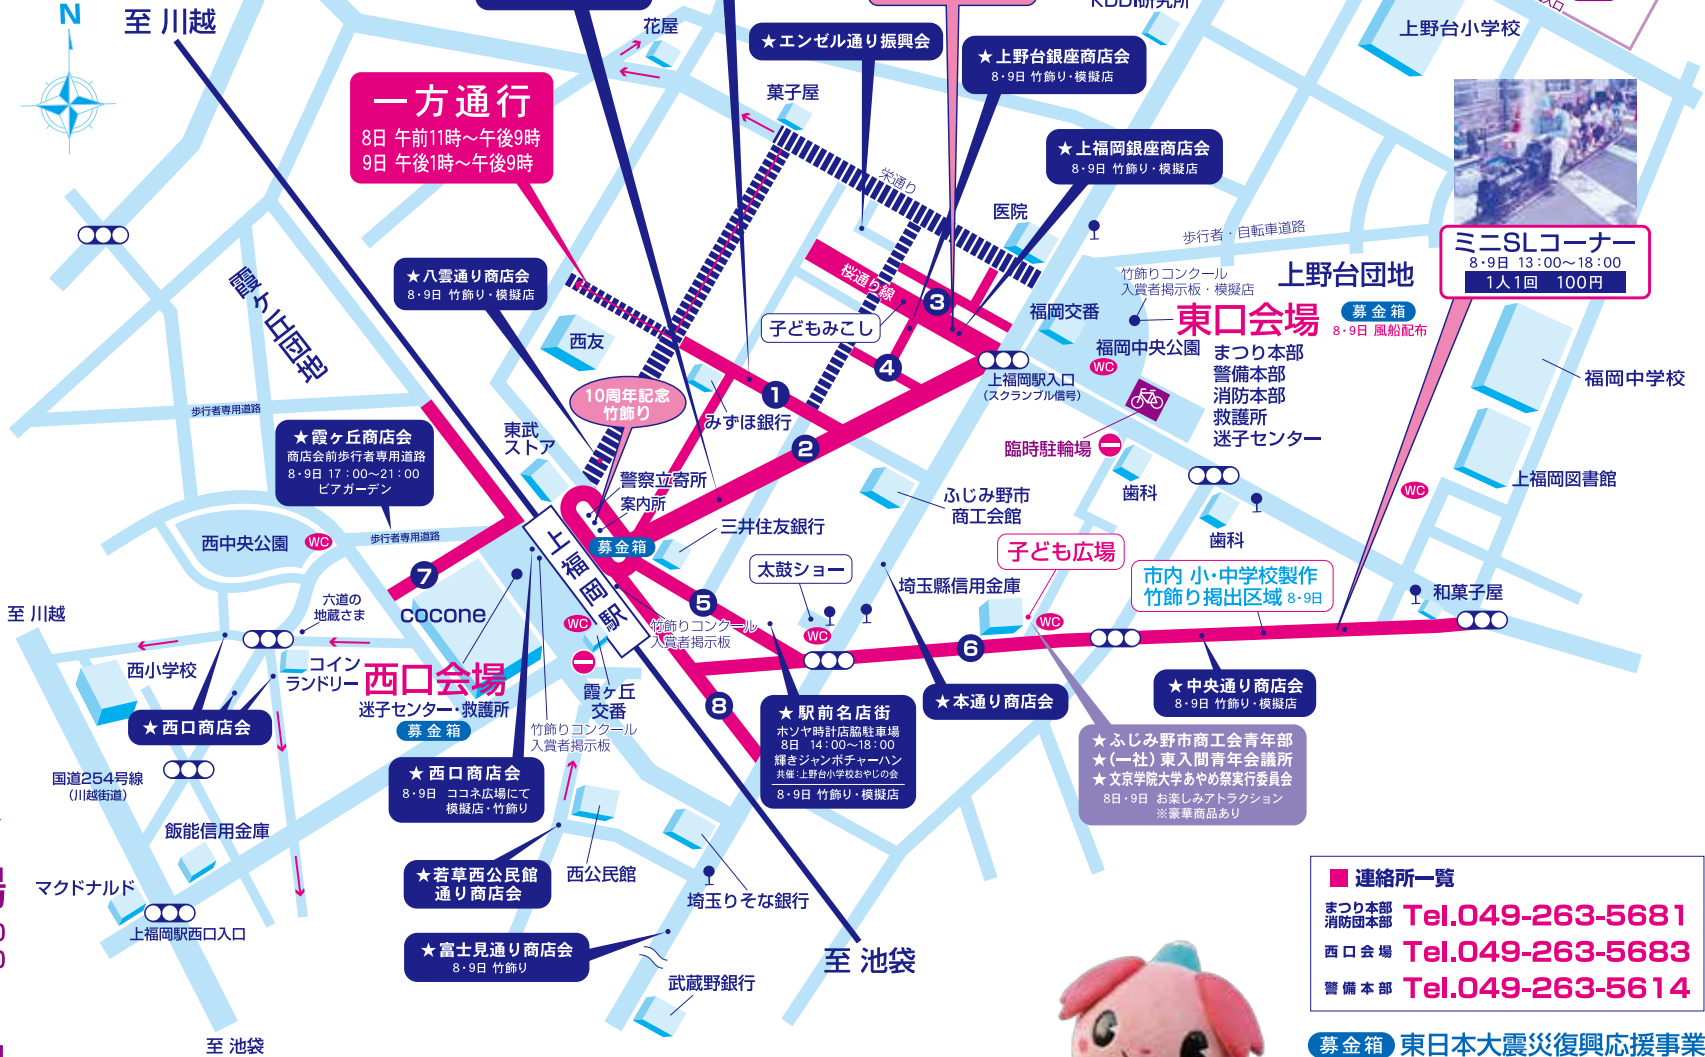 N
至 川越
花屋
KDDI研究所
上野台小学校
★エンゼル通り振興会
★上野台銀座商店会
8・9日 竹飾り・模擬店
一方通行
8日 午前11時〜午後9時
9日 午後1時〜午後9時
菓子屋
★上福岡銀座商店会
8・9日 竹飾り・模擬店
栄通り
医院
歩行者・自転車道路
ミニSLコーナー
8・9日 13:00〜18:00
1人1回 100円
霞ヶ丘団地
★八雲通り商店会
8・9日 竹飾り・模擬店
桜通り線
3
竹飾りコンクール
入賞者掲示板・模擬店
上野台団地
東口会場
募金箱
8・9日 風船配布
福岡交番
福岡中央公園
まつり本部
警備本部
消防本部
救護所
迷子センター
WC
西友
子どもみこし
4
上福岡駅入口
(スクランブル信号)
福岡中学校
10周年記念
竹飾り
みずほ銀行
1
2
臨時駐輪場
歩行者専用道路
★霞ヶ丘商店会
商店会前歩行者専用道路
8・9日 17:00〜21:00
ビアガーデン
東武
ストア
警察立寄所
案内所
募金箱
三井住友銀行
ふじみ野市
商工会館
歯科
歯科
WC
上福岡図書館
西中央公園
WC
歩行者専用道路
上福岡駅
7
5
太鼓ショー
埼玉縣信用金庫
子ども広場
市内 小・中学校製作
竹飾り掲出区域 8・9日
和菓子屋
至 川越
六道の
地蔵さま
cocone
WC
竹飾りコンクール
入賞者掲示板
WC
WC
6
西小学校
コイン
ランドリー
西口会場
迷子センター・救護所
募金箱
霞ヶ丘
交番
8
★西口商店会
竹飾りコンクール
入賞者掲示板
★駅前名店街
ホソヤ時計店脇駐車場
8日 14:00〜18:00
輝きジャンボチャーハン
共催:上野台小学校おやじの会
8・9日 竹飾り・模擬店
★本通り商店会
★中央通り商店会
8・9日 竹飾り・模擬店
国道254号線
(川越街道)
★西口商店会
8・9日 ココネ広場にて
模擬店・竹飾り
★ふじみ野市商工会青年部
★(一社)東入間青年会議所
★文京学院大学あやめ祭実行委員会
8日・9日 お楽しみアトラクション
※豪華商品あり
飯能信用金庫
マクドナルド
上福岡駅西口入口
★若草西公民館
通り商店会
西公民館
埼玉りそな銀行
★富士見通り商店会
8・9日 竹飾り
武蔵野銀行
至 池袋
至 池袋
■ 連絡所一覧
まつり本部
消防団本部 Tel.049-263-5681
西口会場 Tel.049-263-5683
警備本部 Tel.049-263-5614
募金箱 東日本大震災復興応援事業